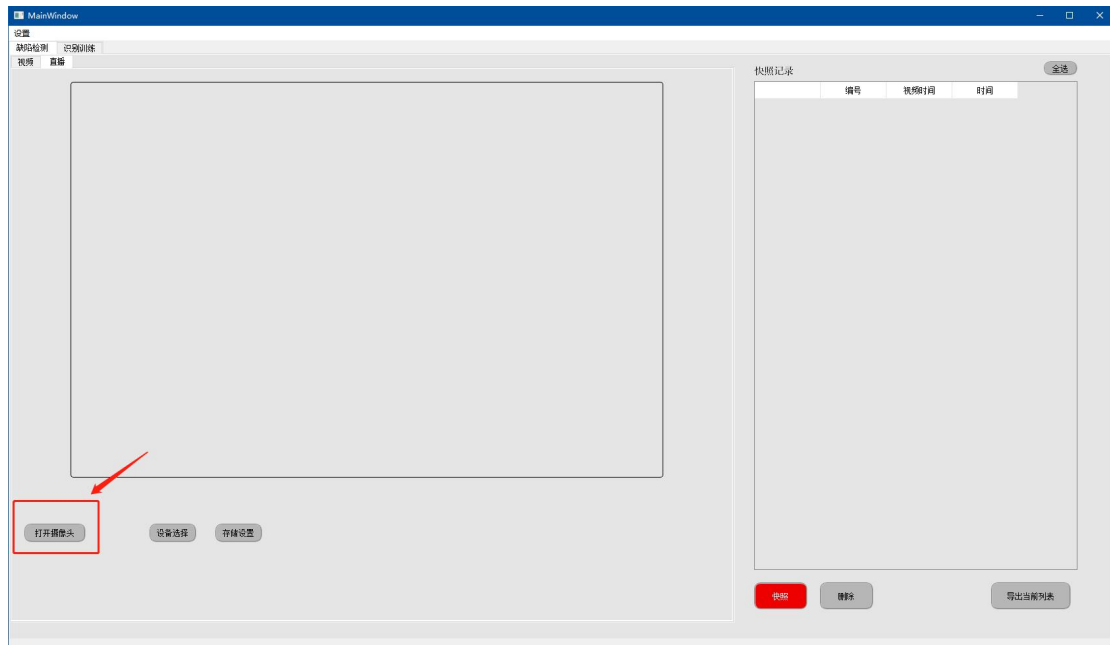 MainWindow
设置
缺陷检测 识别训练
视频 直播
快照记录 全选
编号 视频时间 时间
打开摄像头 设备选择 存储设置
快照 删除 导出当前列表